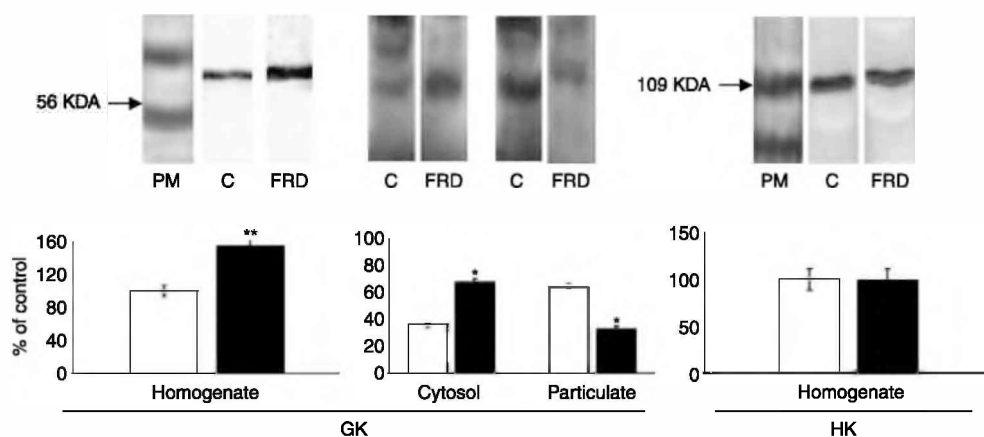 56 KDA
PM C FRD
C FRD C FRD
109 KDA
PM C FRD
% of control
160
120
80
40
0
**
Homogenate
100
80
60
40
20
0
*
*
Cytosol Particulate
GK
150
100
50
0
Homogenate
HK